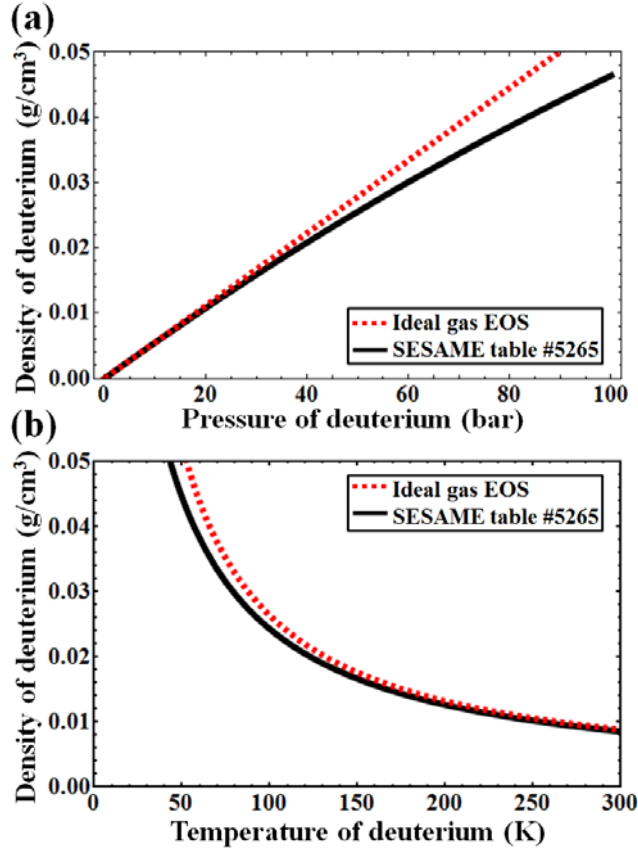 (a)
Density of deuterium (g/cm³)
0.05
0.04
0.03
0.02
0.01
0.00
Ideal gas EOS
SESAME table #5265
0 20 40 60 80 100
Pressure of deuterium (bar)
(b)
Density of deuterium (g/cm³)
0.05
0.04
0.03
0.02
0.01
0.00
Ideal gas EOS
SESAME table #5265
0 50 100 150 200 250 300
Temperature of deuterium (K)